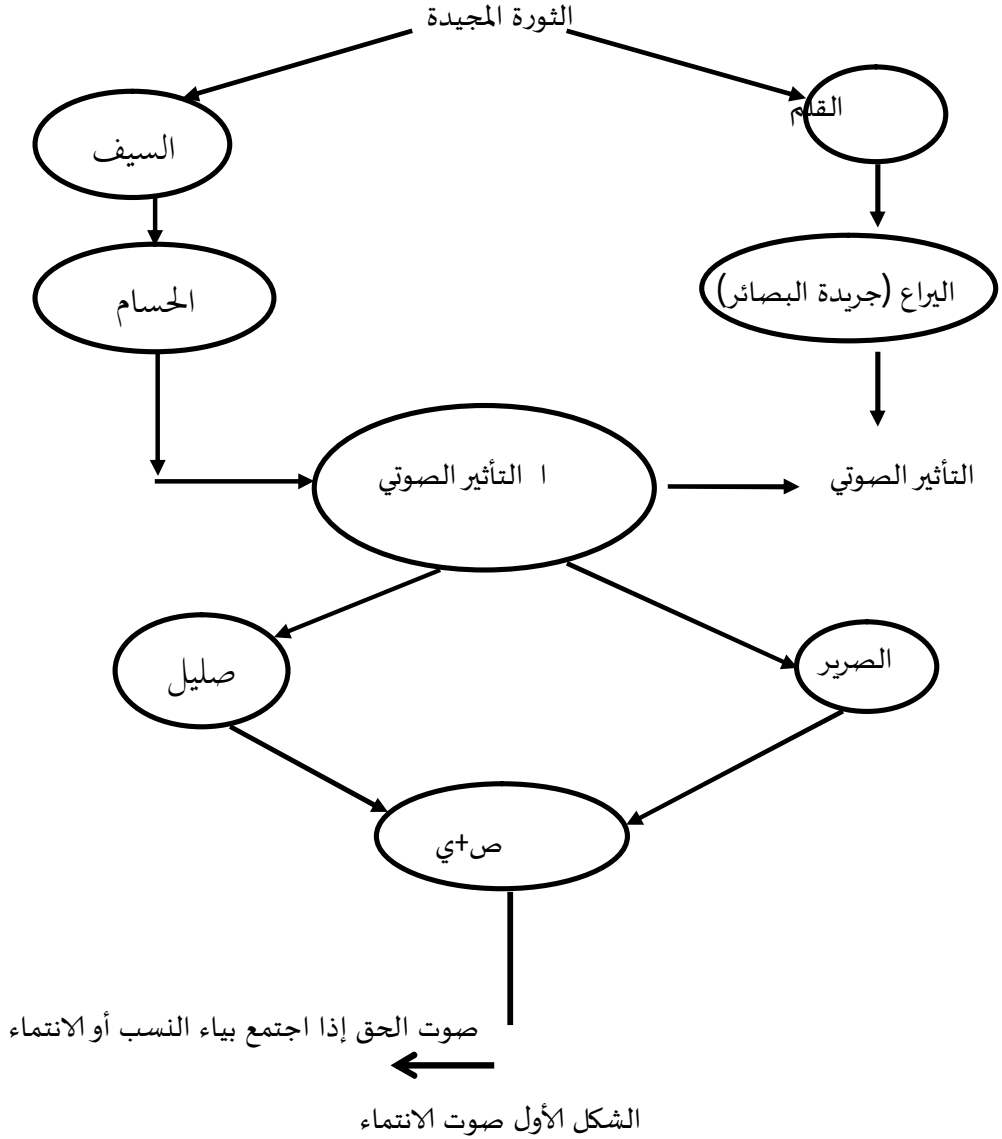 الثورة المجيدة
القلم
السيف
اليراع (جريدة البصائر)
الحسام
التأثير الصوتي
ا التأثير الصوتي
الصرير
صليل
ص+ي
صوت الحق إذا اجتمع بياء النسب أو الانتماء
الشكل الأول صوت الانتماء